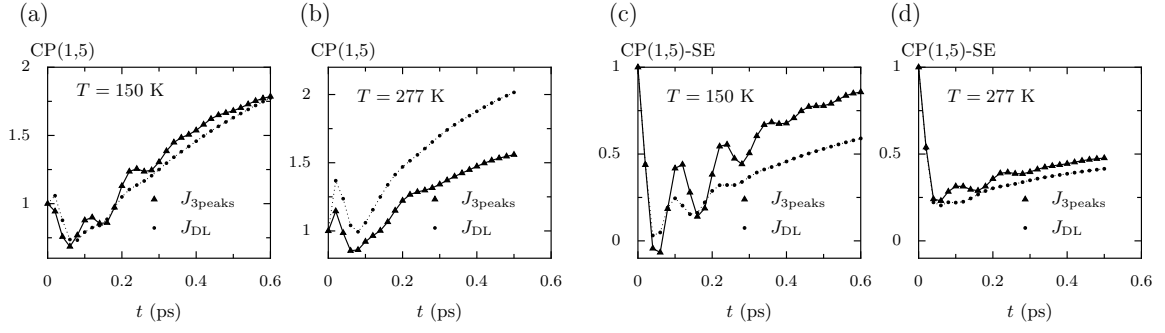 (a)
CP(1,5)
2
1.5
1
0 0.2 0.4 0.6
t (ps)
T = 150 K
J3peaks
JDL
(b)
CP(1,5)
2
1.5
1
0 0.2 0.4 0.6
t (ps)
T = 277 K
J3peaks
JDL
(c)
CP(1,5)-SE
1
0.5
0
0 0.2 0.4 0.6
t (ps)
T = 150 K
J3peaks
JDL
(d)
CP(1,5)-SE
1
0.5
0
0 0.2 0.4 0.6
t (ps)
T = 277 K
J3peaks
JDL